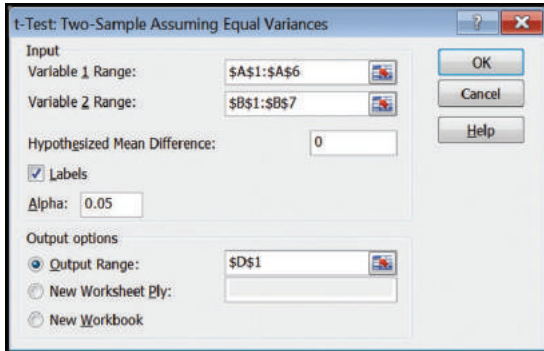 t-Test: Two-Sample Assuming Equal Variances
Input
Variable 1 Range: $A$1:$A$6
Variable 2 Range: $B$1:$B$7
Hypothesized Mean Difference: 0
Labels
Alpha: 0.05
OK
Cancel
Help
Output options
Output Range: $D$1
New Worksheet Ply:
New Workbook